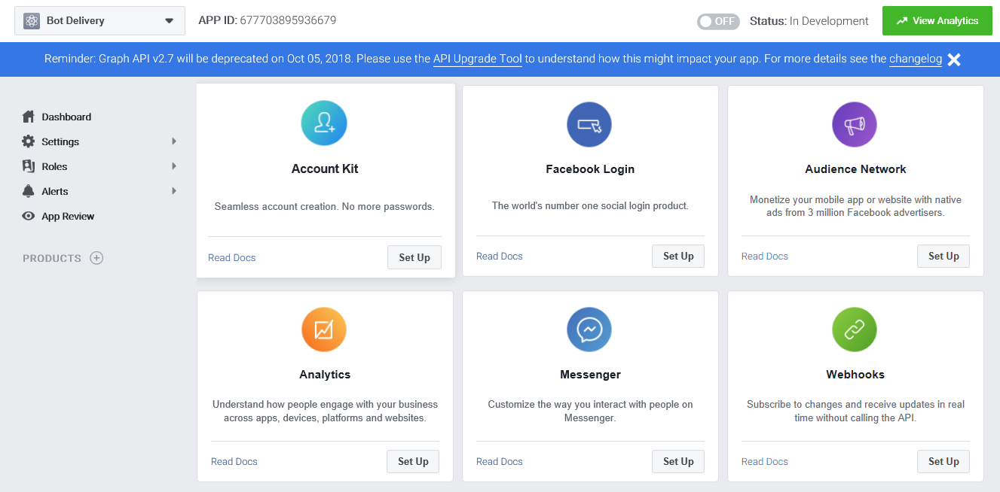 Bot Delivery
APP ID: 677703895936679
OFF
Status: In Development
View Analytics
Reminder: Graph API v2.7 will be deprecated on Oct 05, 2018. Please use the API Upgrade Tool to understand how this might impact your app. For more details see the changelog
Dashboard
Settings
Roles
Alerts
App Review
PRODUCTS
Account Kit
Seamless account creation. No more passwords.
Read Docs
Set Up
Facebook Login
The world's number one social login product.
Read Docs
Set Up
Audience Network
Monetize your mobile app or website with native
ads from 3 million Facebook advertisers.
Read Docs
Set Up
Analytics
Understand how people engage with your business
across apps, devices, platforms and websites.
Read Docs
Set Up
Messenger
Customize the way you interact with people on
Messenger.
Read Docs
Set Up
Webhooks
Subscribe to changes and receive updates in real
time without calling the API.
Read Docs
Set Up